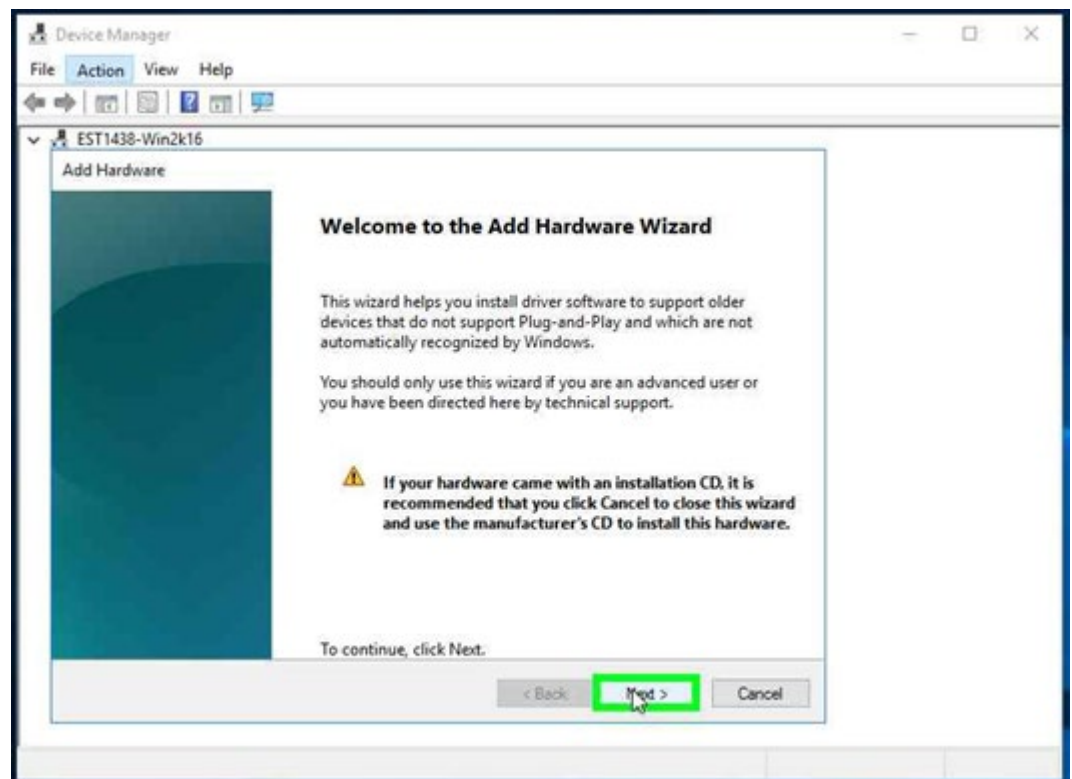 Device Manager
File Action View Help
EST1438-Win2k16
Add Hardware
Welcome to the Add Hardware Wizard
This wizard helps you install driver software to support older
devices that do not support Plug-and-Play and which are not
automatically recognized by Windows.
You should only use this wizard if you are an advanced user or
you have been directed here by technical support.
If your hardware came with an installation CD, it is
recommended that you click Cancel to close this wizard
and use the manufacturer's CD to install this hardware.
To continue, click Next.
< Back Next > Cancel